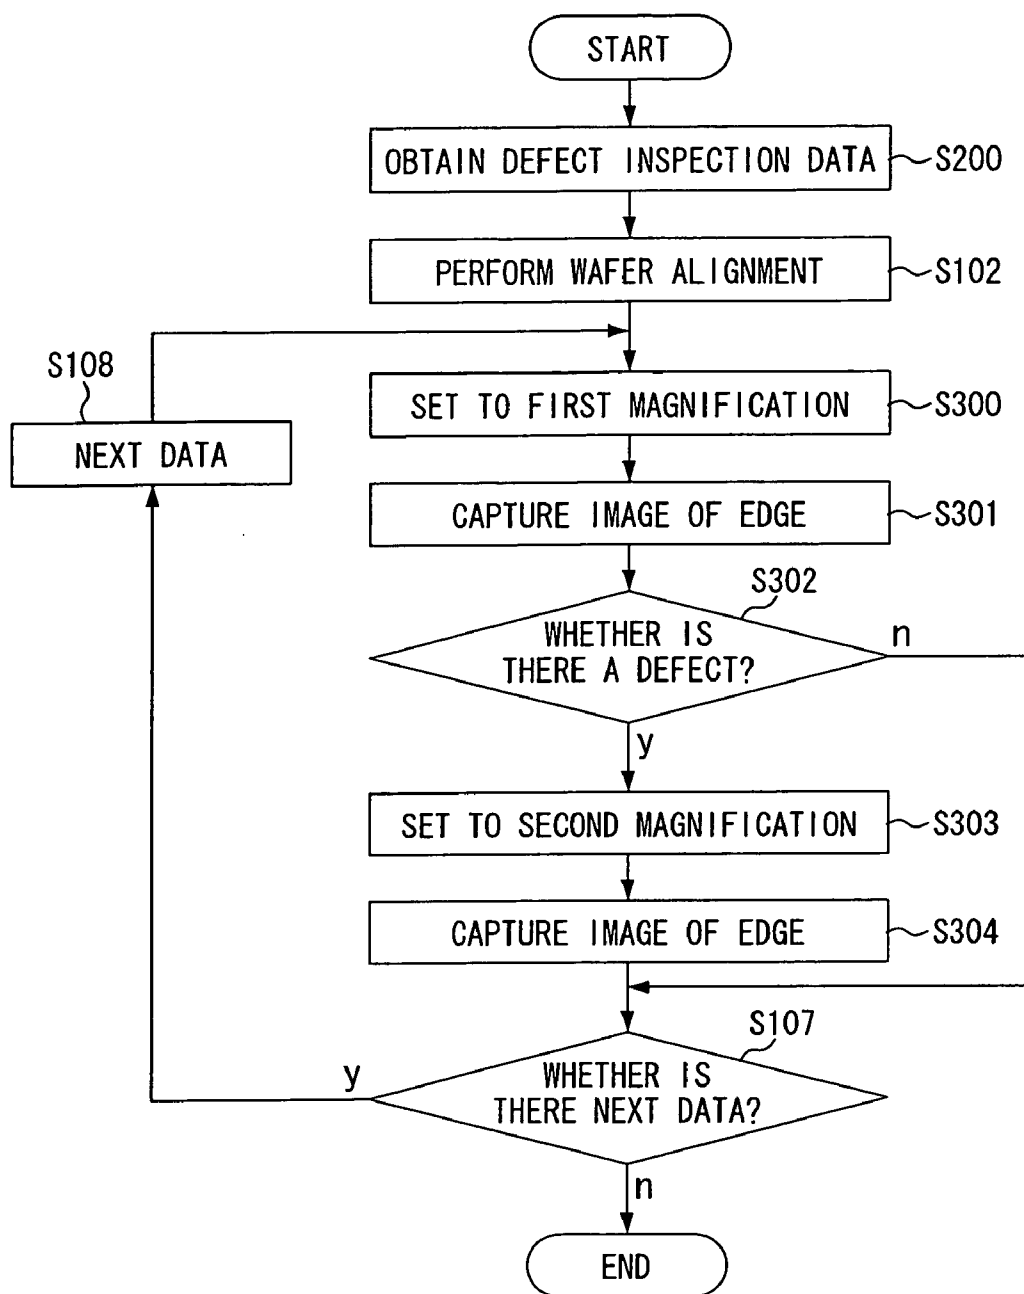 START
OBTAIN DEFECT INSPECTION DATA
S200
PERFORM WAFER ALIGNMENT
S102
S108
NEXT DATA
SET TO FIRST MAGNIFICATION
S300
CAPTURE IMAGE OF EDGE
S301
S302
WHETHER IS
THERE A DEFECT?
n
y
SET TO SECOND MAGNIFICATION
S303
CAPTURE IMAGE OF EDGE
S304
S107
WHETHER IS
THERE NEXT DATA?
y
n
END